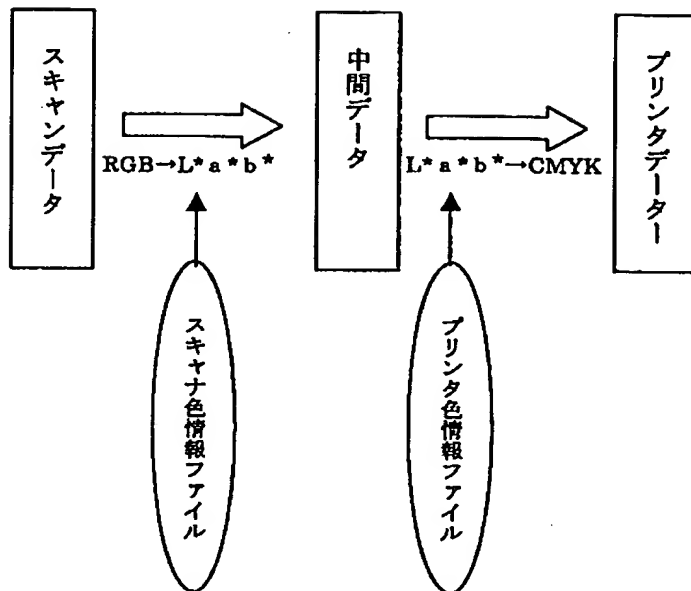 スキャンデータ
RGB→L*a*b*
中間データ
L*a*b*→CMYK
プリンタデーター
スキャナ色情報ファイル
プリンタ色情報ファイル